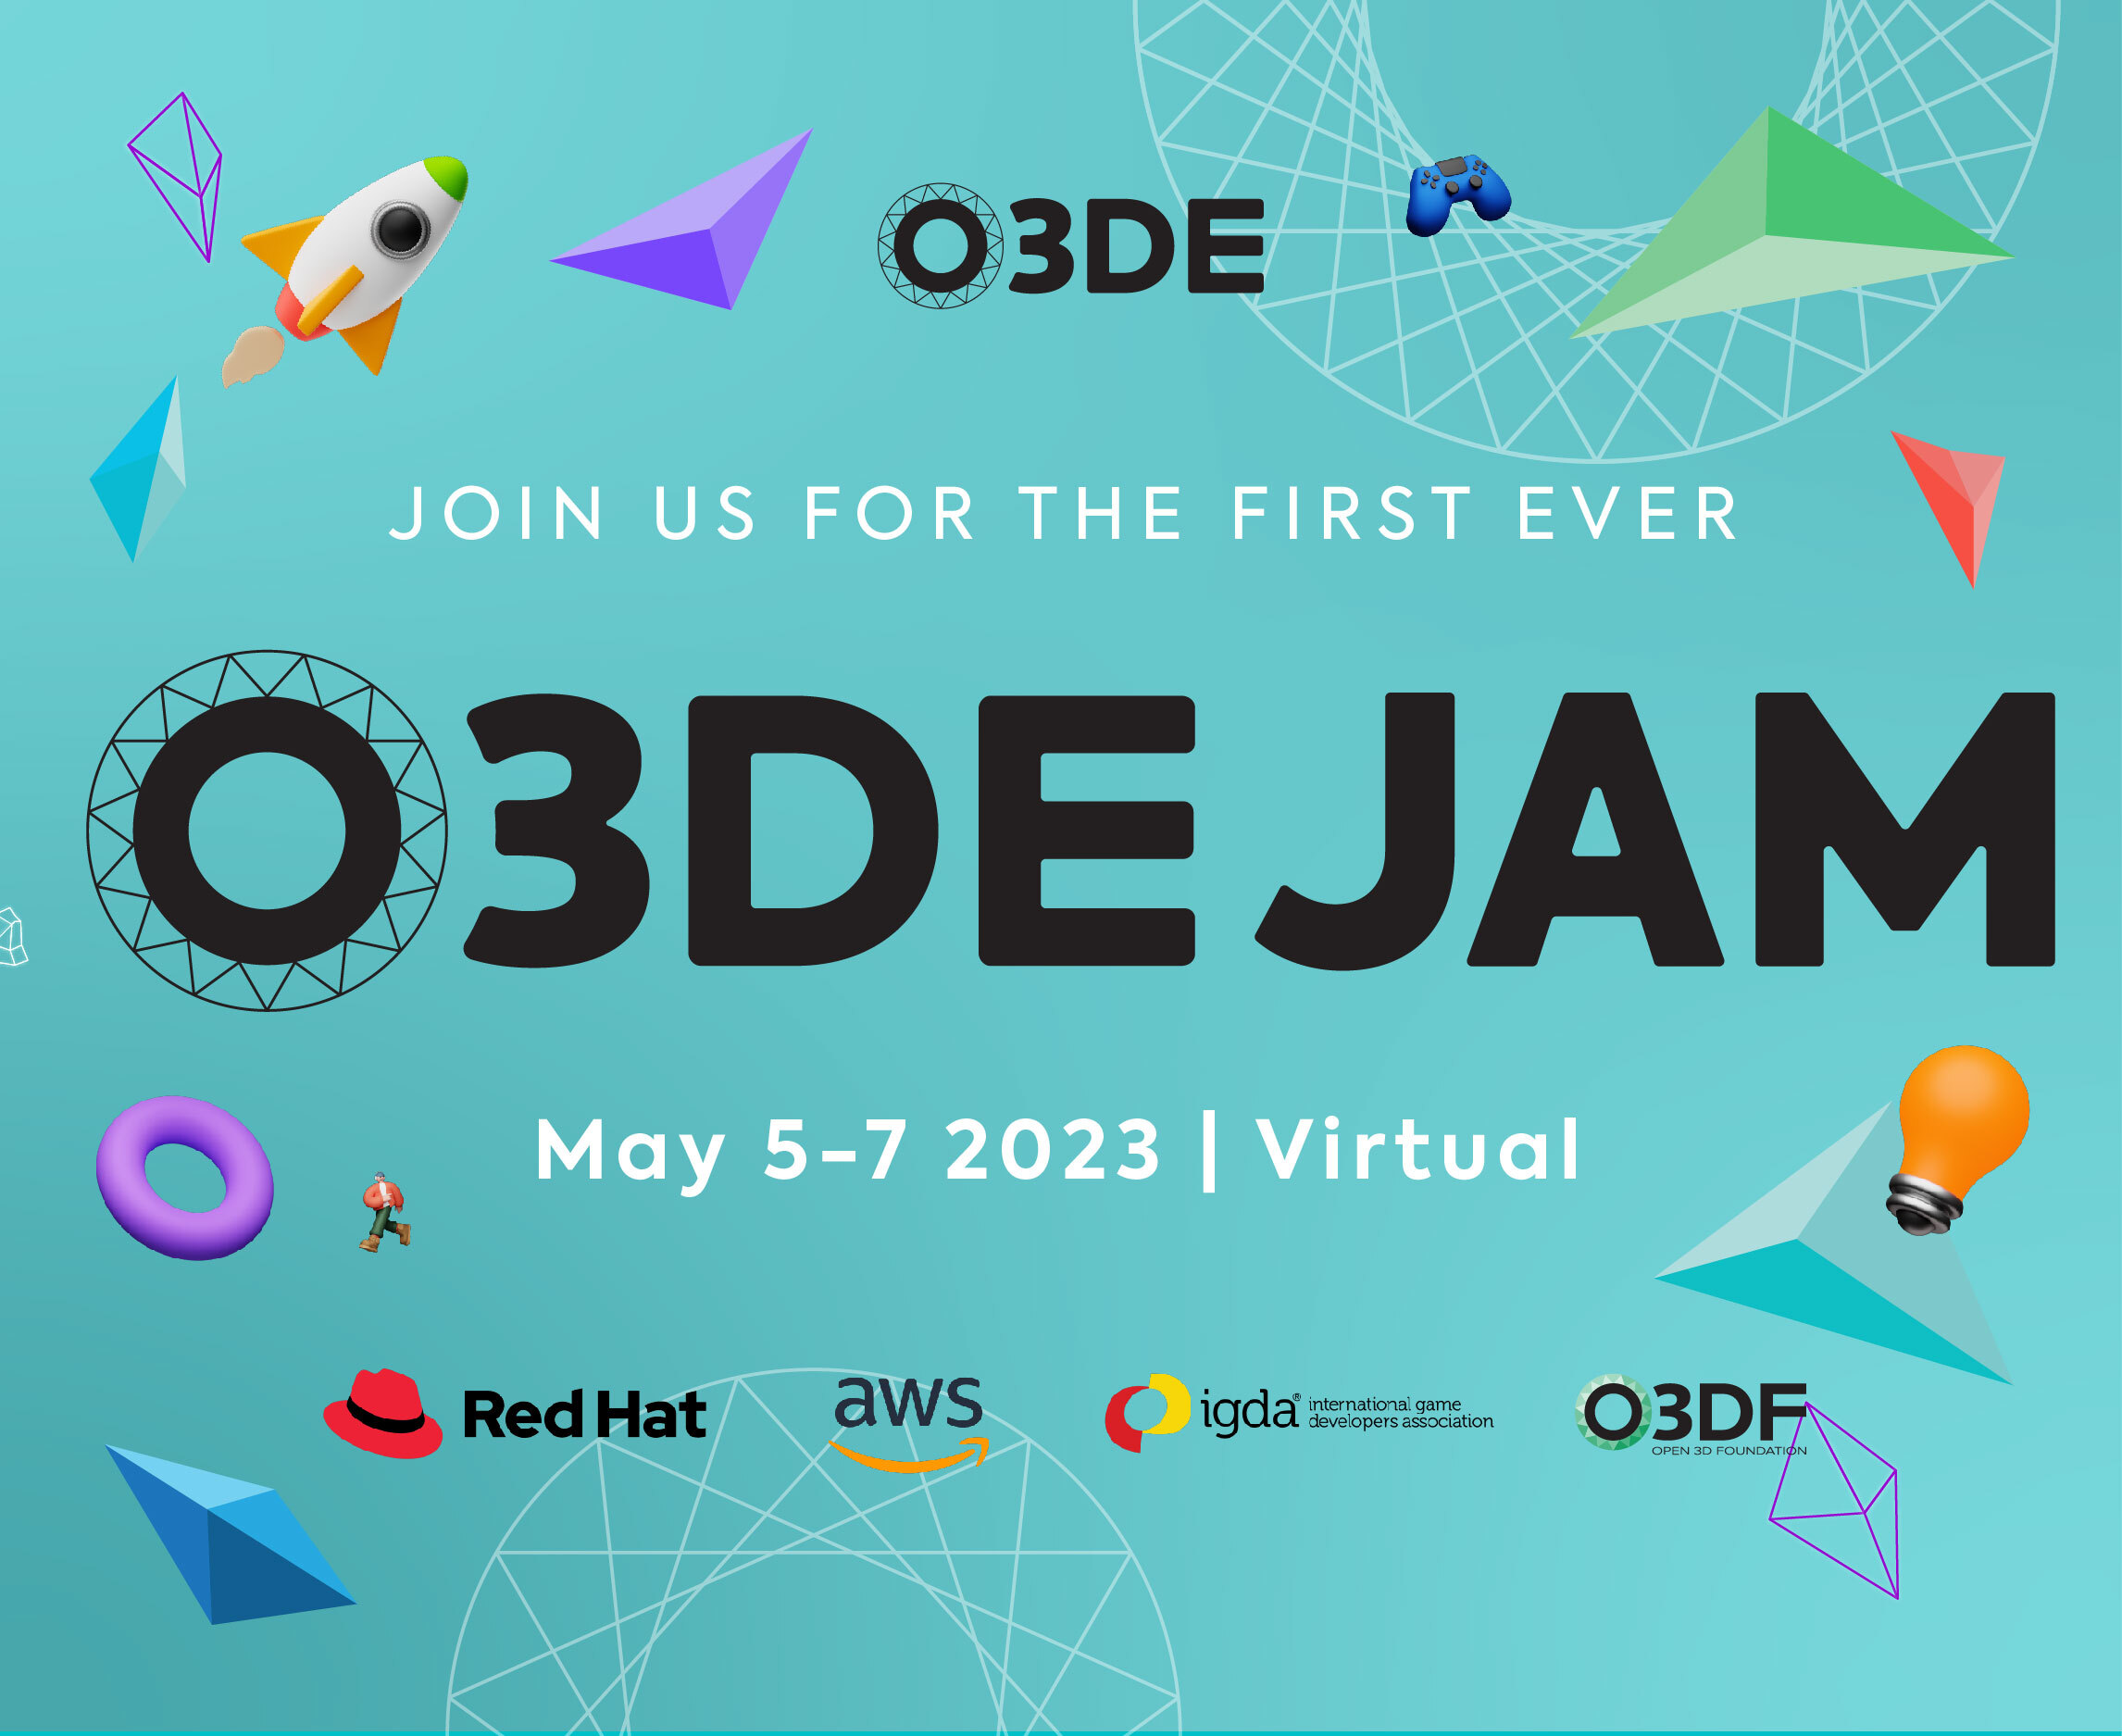 O3DE
JOIN US FOR THE FIRST EVER
O3DE JAM
May 5-7 2023 | Virtual
Red Hat
aws
igda® international game
developers association
O3DF
OPEN 3D FOUNDATION